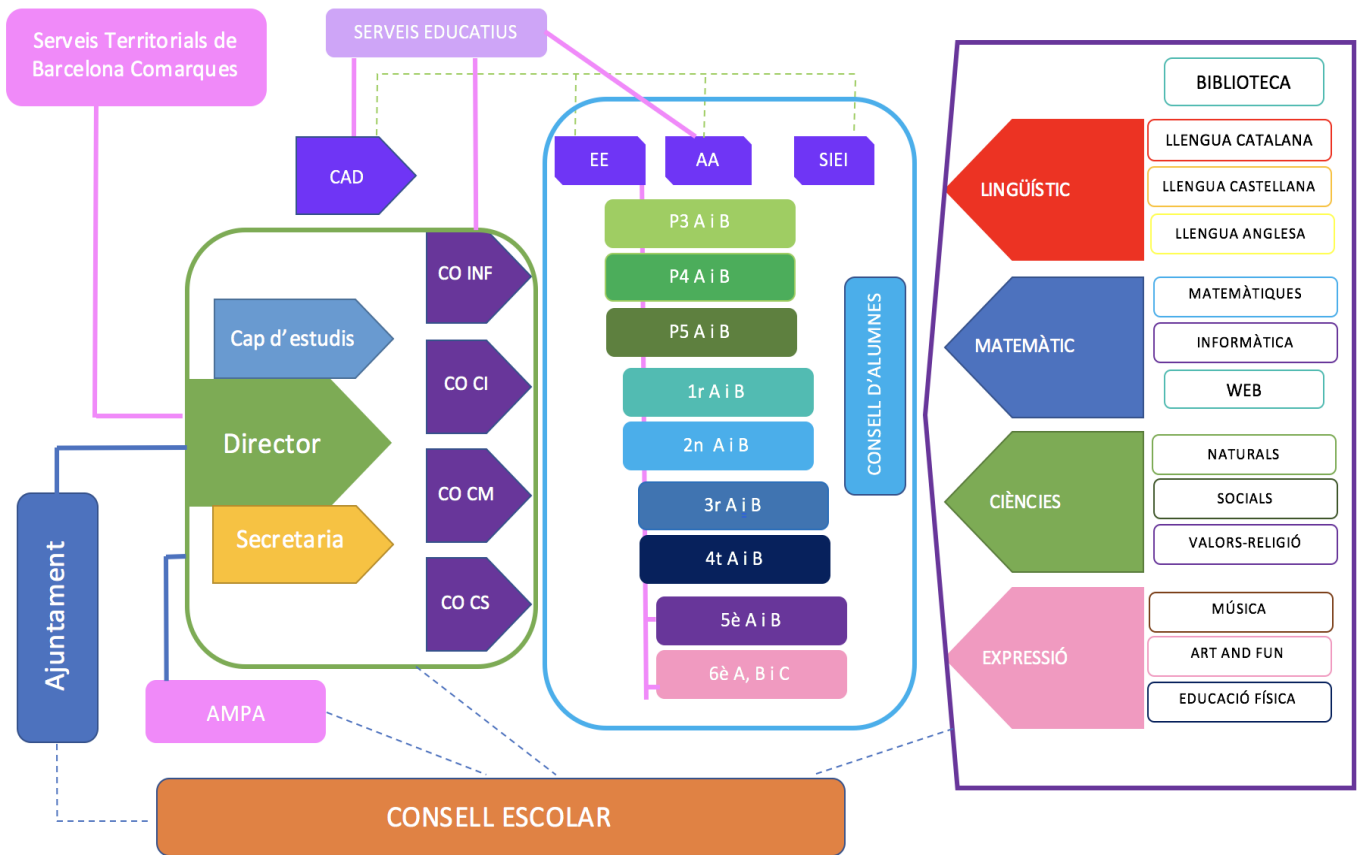 Serveis Territorials de
Barcelona Comarques
SERVEIS EDUCATIUS
CAD
EE
AA
SIEI
Cap d'estudis
Director
Secretaria
CO INF
CO CI
CO CM
CO CS
P3 A i B
P4 A i B
P5 A i B
1r A i B
2n A i B
3r A i B
4t A i B
5è A i B
6è A, B i C
CONSELL D'ALUMNES
BIBLIOTECA
LINGÜÍSTIC
LLENGUA CATALANA
LLENGUA CASTELLANA
LLENGUA ANGLESA
MATEMÀTIC
MATEMÀTIQUES
INFORMÀTICA
WEB
CIÈNCIES
NATURALS
SOCIALS
VALORS-RELIGIÓ
EXPRESSIÓ
MÚSICA
ART AND FUN
EDUCACIÓ FÍSICA
Ajuntament
AMPA
CONSELL ESCOLAR